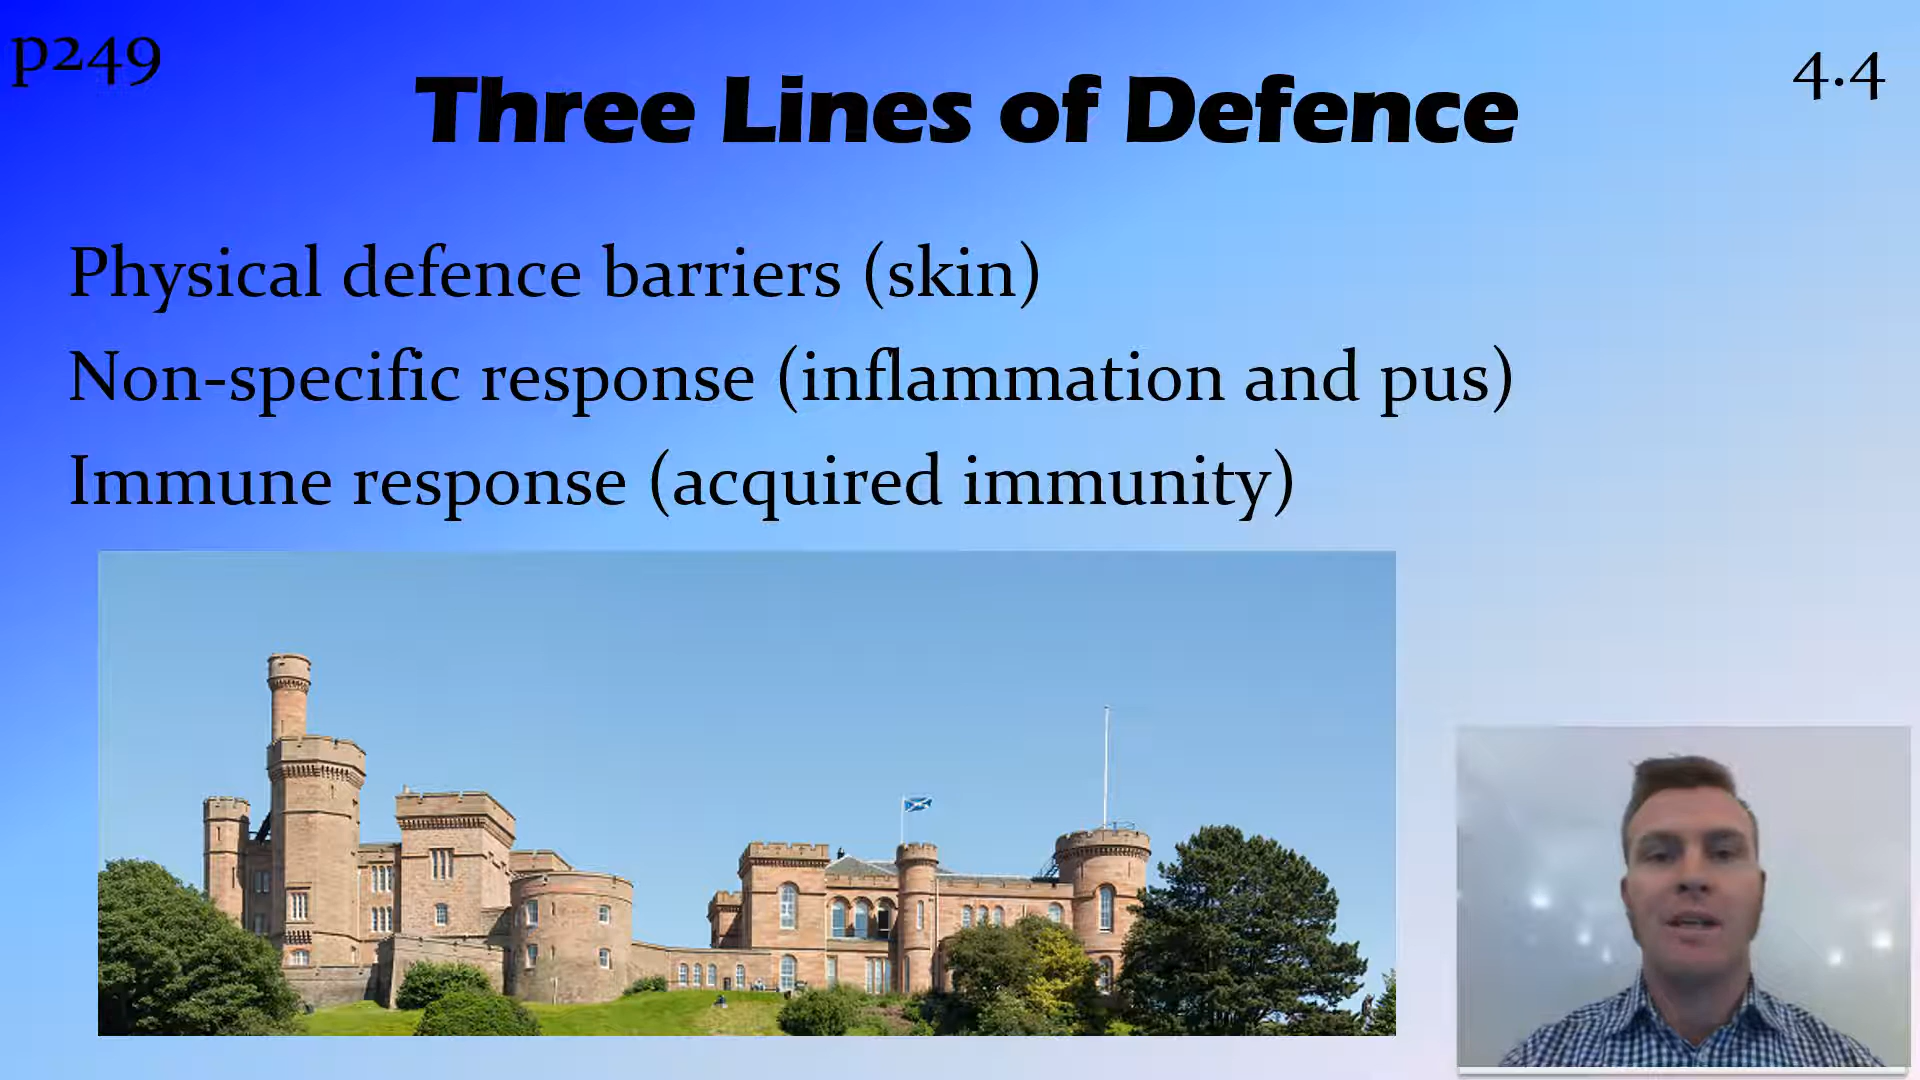 p249
4.4
Three Lines of Defence
Physical defence barriers (skin)
Non-specific response (inflammation and pus)
Immune response (acquired immunity)